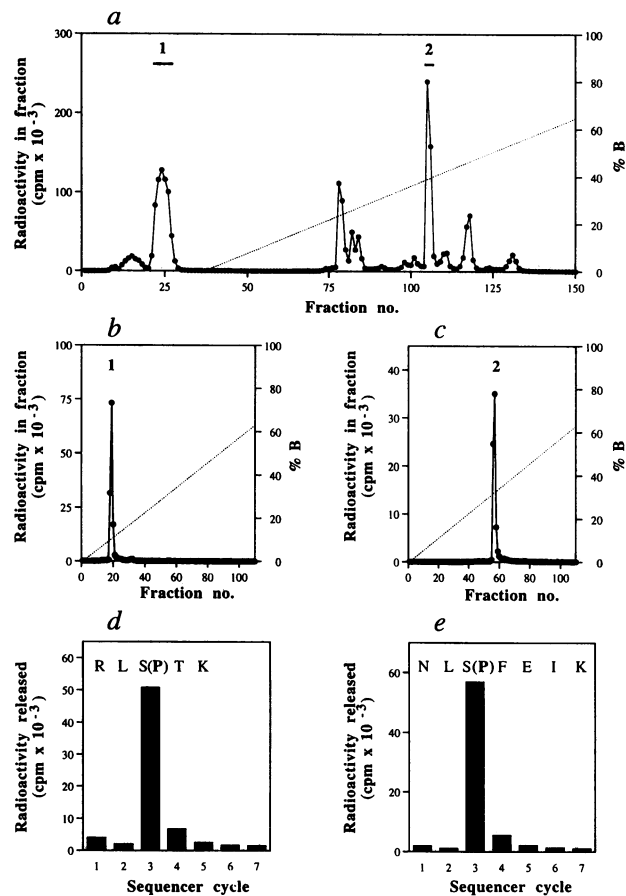 a
1
2
300
200
100
0
100
80
60
40
20
0
Radioactivity in fraction
(cpm x 10⁻³)
% B
0
25
50
75
100
125
150
Fraction no.
b
1
100
75
50
25
0
100
80
60
40
20
0
Radioactivity in fraction
(cpm x 10⁻³)
% B
0 20 40 60 80 100
Fraction no.
c
2
40
30
20
10
0
100
80
60
40
20
0
Radioactivity in fraction
(cpm x 10⁻³)
% B
0 20 40 60 80 100
Fraction no.
d
R L S(P) T K
60
50
40
30
20
10
0
Radioactivity released
(cpm x 10⁻³)
1 2 3 4 5 6 7
Sequencer cycle
e
N L S(P) F E I K
60
40
20
0
Radioactivity released
(cpm x 10⁻³)
1 2 3 4 5 6 7
Sequencer cycle